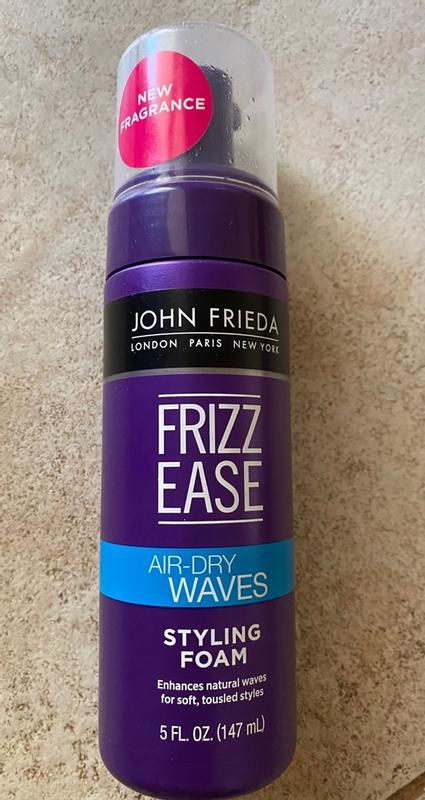 NEW
FRAGRANCE
JOHN FRIEDA
LONDON PARIS NEW YORK
FRIZZ
EASE
AIR-DRY
WAVES
STYLING
FOAM
Enhances natural waves
for soft, tousled styles
5 FL. OZ. (147 mL)